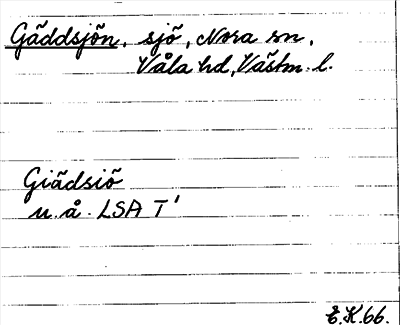 Gäddsjön, sjö, Nora sn,
Våla hd, Västm. l.
Giädsiö
u. å. LSA T'
E.K.66.